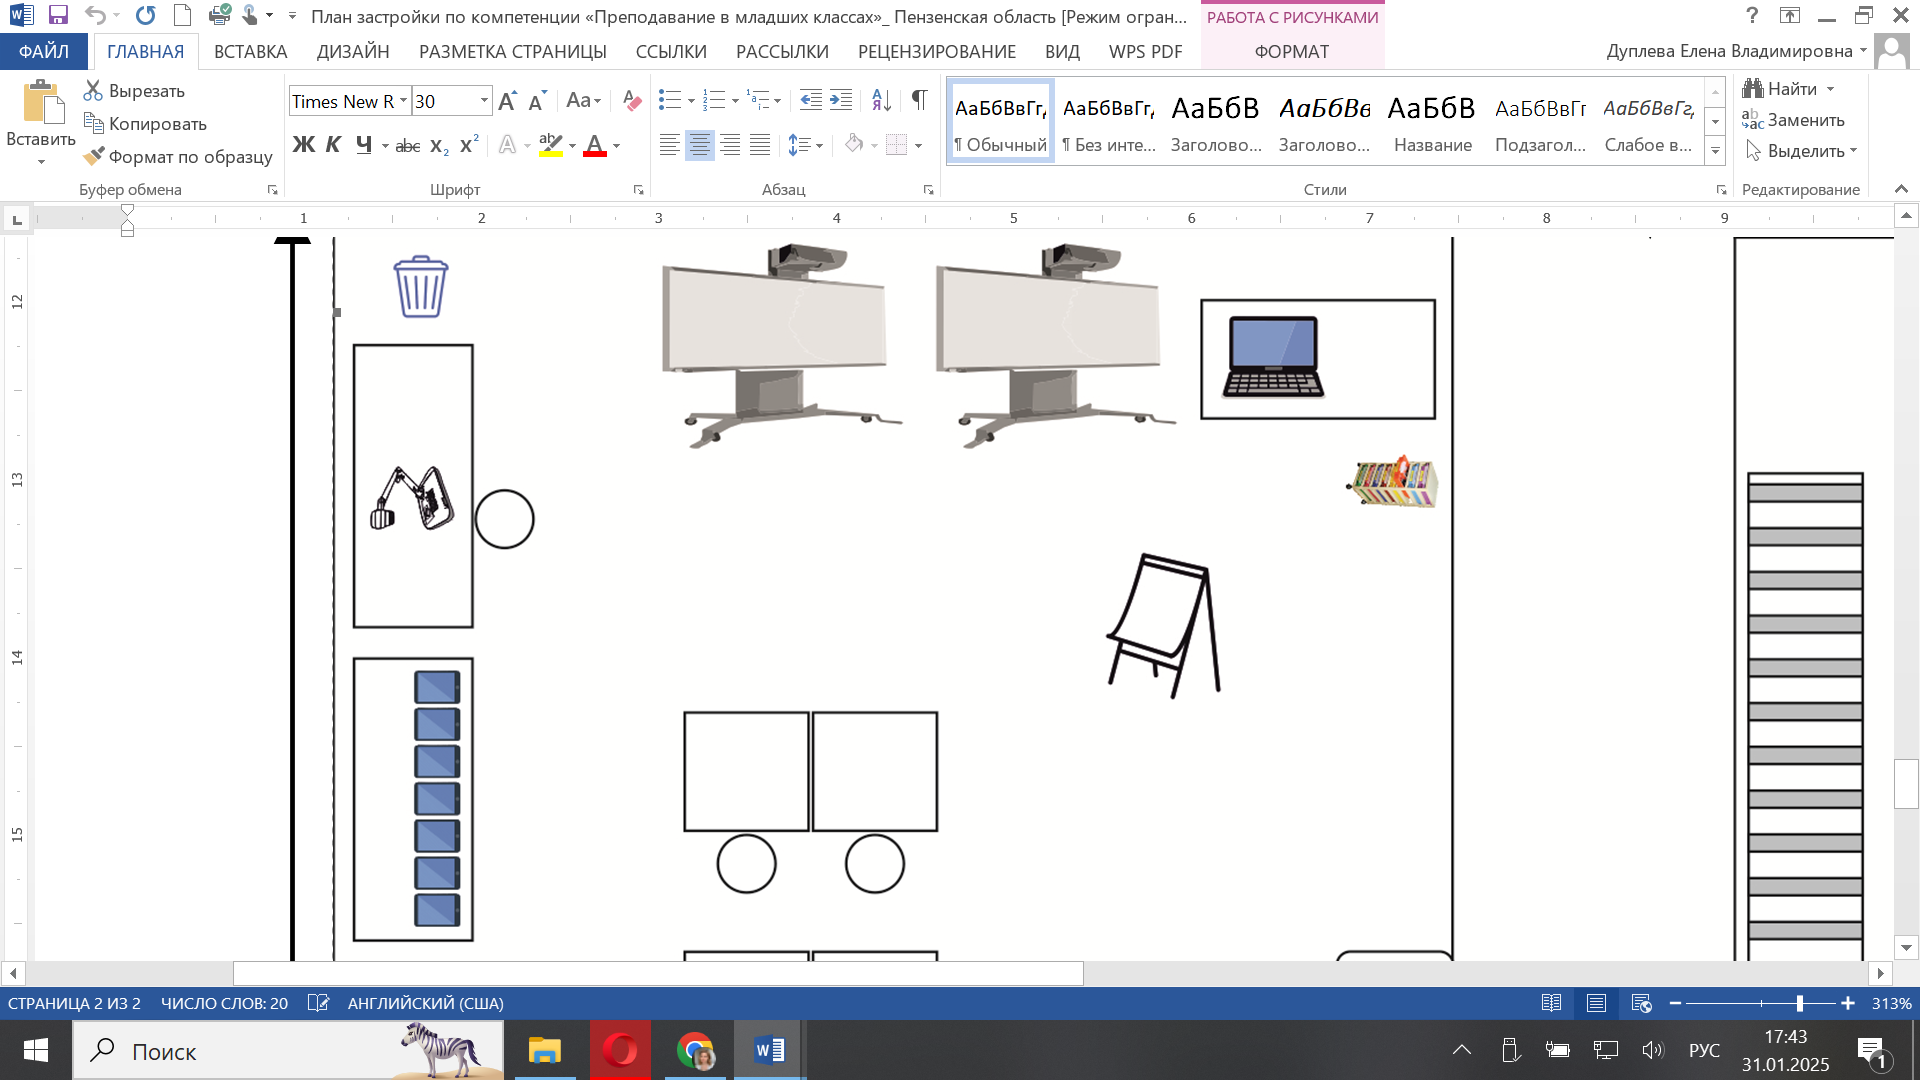 План застройки по компетенции «Преподавание в младших классах»_ Пензенская область [Режим огран...
РАБОТА С РИСУНКАМИ
ФАЙЛ
ГЛАВНАЯ
ВСТАВКА
ДИЗАЙН
РАЗМЕТКА СТРАНИЦЫ
ССЫЛКИ
РАССЫЛКИ
РЕЦЕНЗИРОВАНИЕ
ВИД
WPS PDF
ФОРМАТ
Дуплева Елена Владимировна
Вставить
Вырезать
Копировать
Формат по образцу
Буфер обмена
Times New R
30
Аа
Ж К Ч abc x₂ x²
Шрифт
Абзац
АаБбВвГг,
¶ Обычный
АаБбВвГг,
¶ Без инте...
АаБбВ
Заголово...
АаБбВв
Заголово...
АаБбВ
Название
АаБбВвГг
Подзагол...
АаБбВвГг,
Слабое в...
Стили
Найти
Заменить
Выделить
Редактирование
1 2 3 4 5 6 7 8 9
12
13
14
15
СТРАНИЦА 2 ИЗ 2
ЧИСЛО СЛОВ: 20
АНГЛИЙСКИЙ (США)
313%
Поиск
РУС
17:43
31.01.2025
1